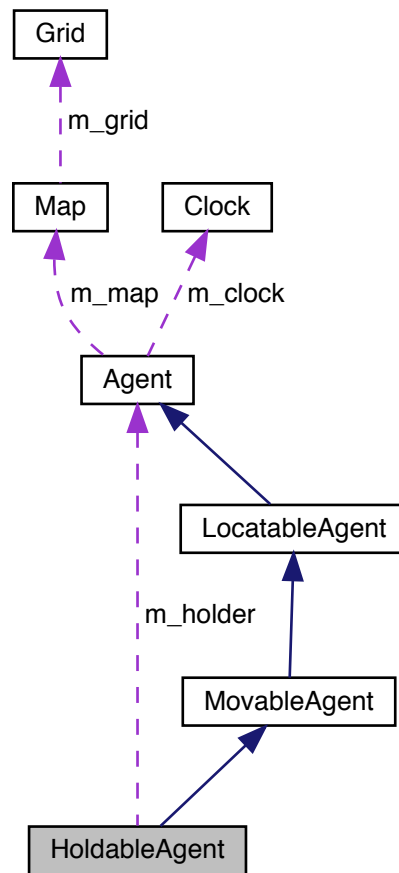 Grid
m_grid
Map
Clock
m_map
m_clock
Agent
LocatableAgent
m_holder
MovableAgent
HoldableAgent